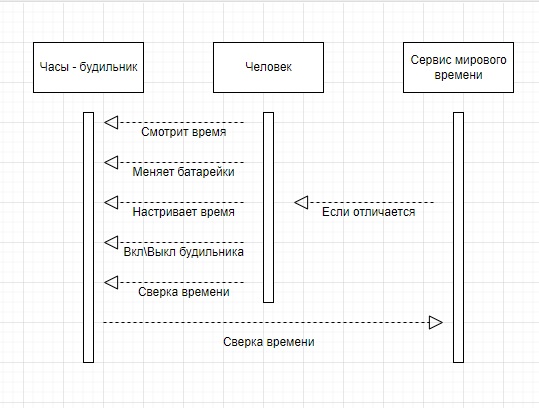 Часы - будильник
Человек
Сервис мирового
времени
Смотрит время
Меняет батарейки
Настривает время
Если отличается
Вкл\Выкл будильника
Сверка времени
Сверка времени